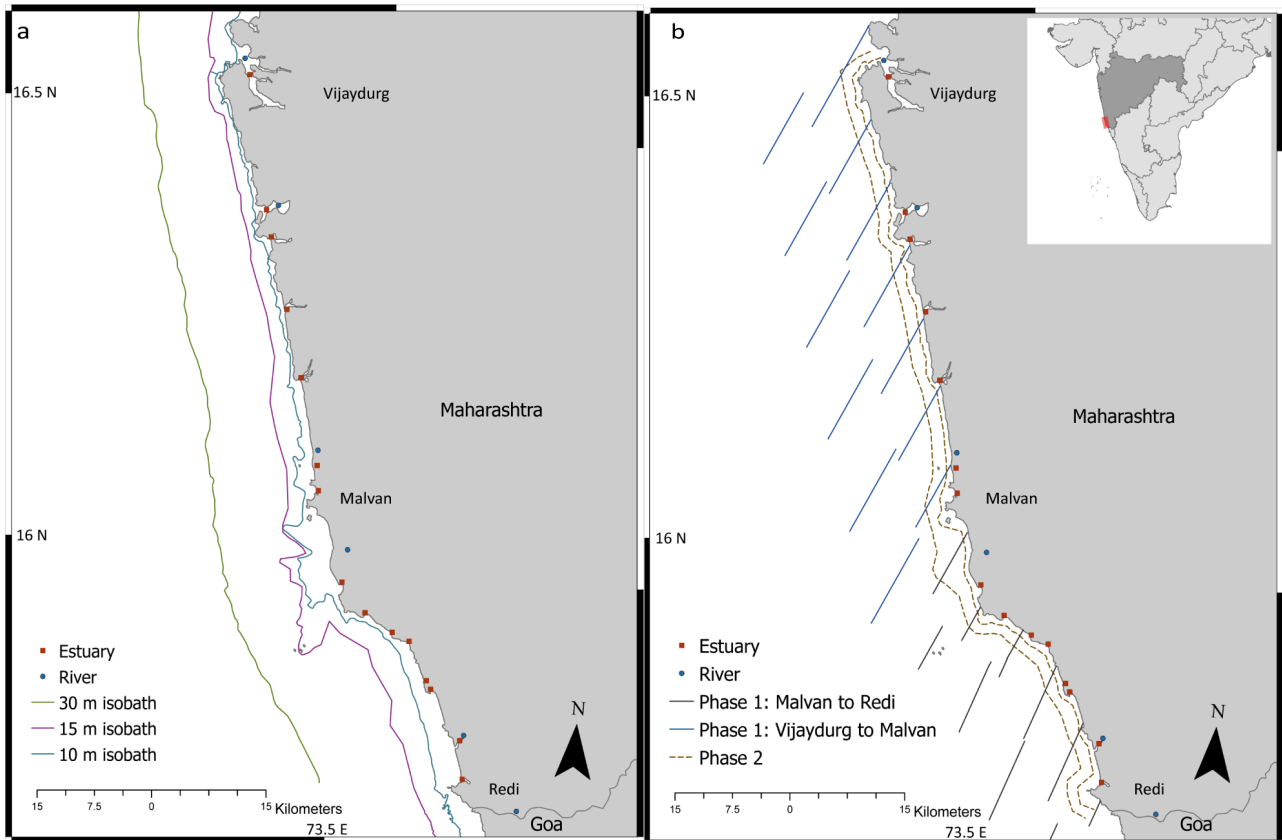 a
16.5 N
Vijaydurg
Maharashtra
Malvan
16 N
Estuary
River
30 m isobath
15 m isobath
10 m isobath
N
Redi
Goa
15 7.5 0 15
Kilometers
73.5 E
b
16.5 N
Vijaydurg
Maharashtra
Malvan
16 N
Estuary
River
Phase 1: Malvan to Redi
Phase 1: Vijaydurg to Malvan
Phase 2
N
Redi
Goa
15 7.5 0 15
Kilometers
73.5 E